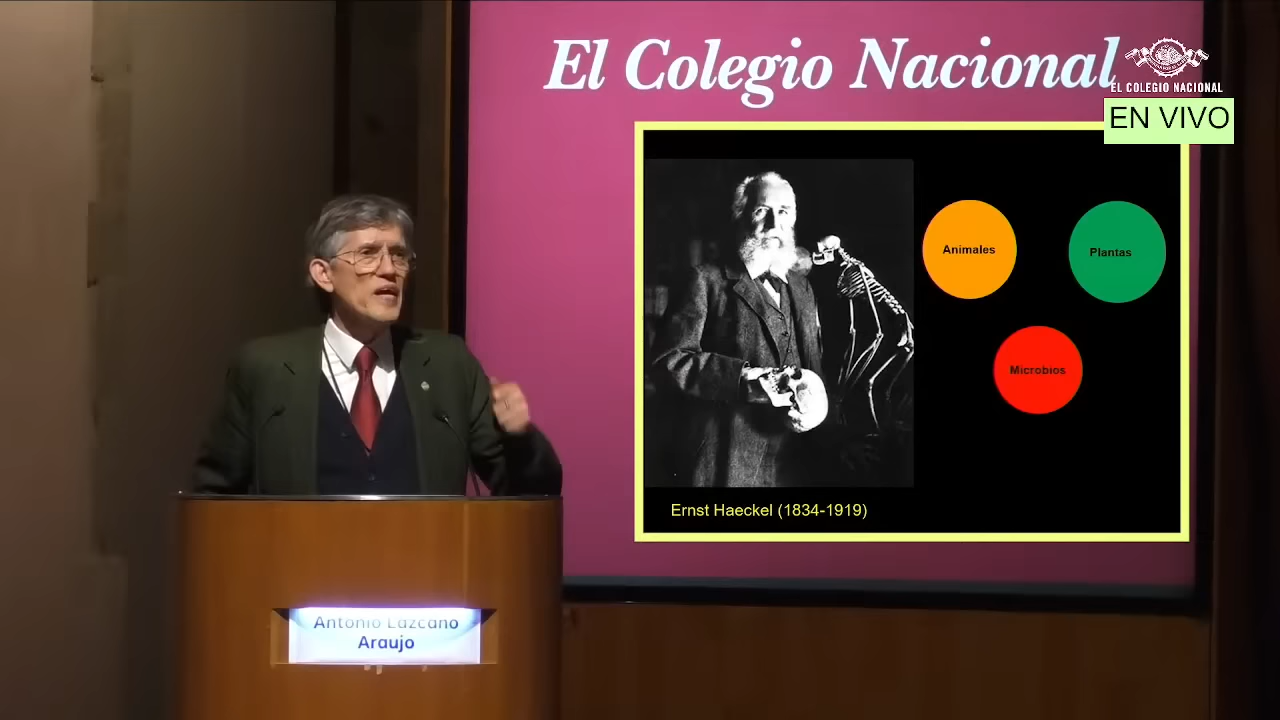 El Colegio Nacional
EL COLEGIO NACIONAL
EN VIVO
Animales
Plantas
Microbios
Ernst Haeckel (1834-1919)
Antonio Lazcano
Araujo